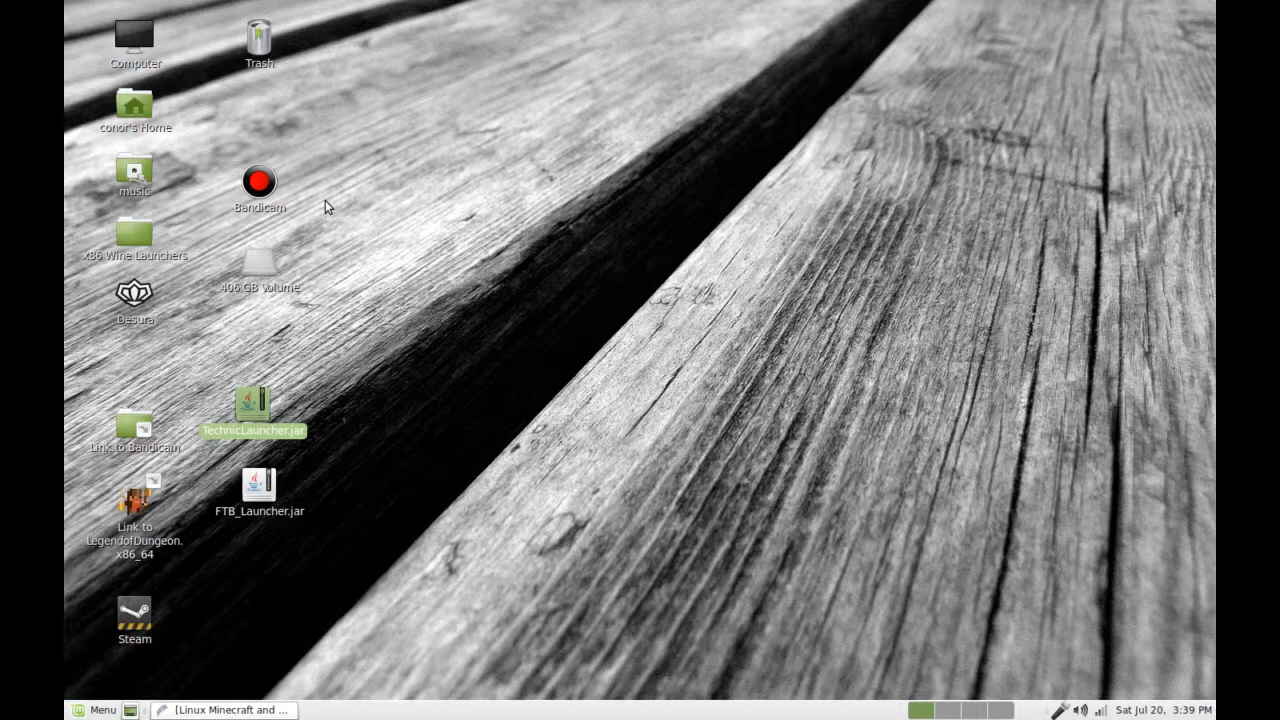 Computer
Trash
conor's Home
music
Bandicam
x86 Wine Launchers
406 GB Volume
Desura
TechnicLauncher.jar
Link to Bandicam
FTB_Launcher.jar
Link to
LegendofDungeon.
x86_64
Steam
Menu
[Linux Minecraft and ...
Sat Jul 20, 3:39 PM